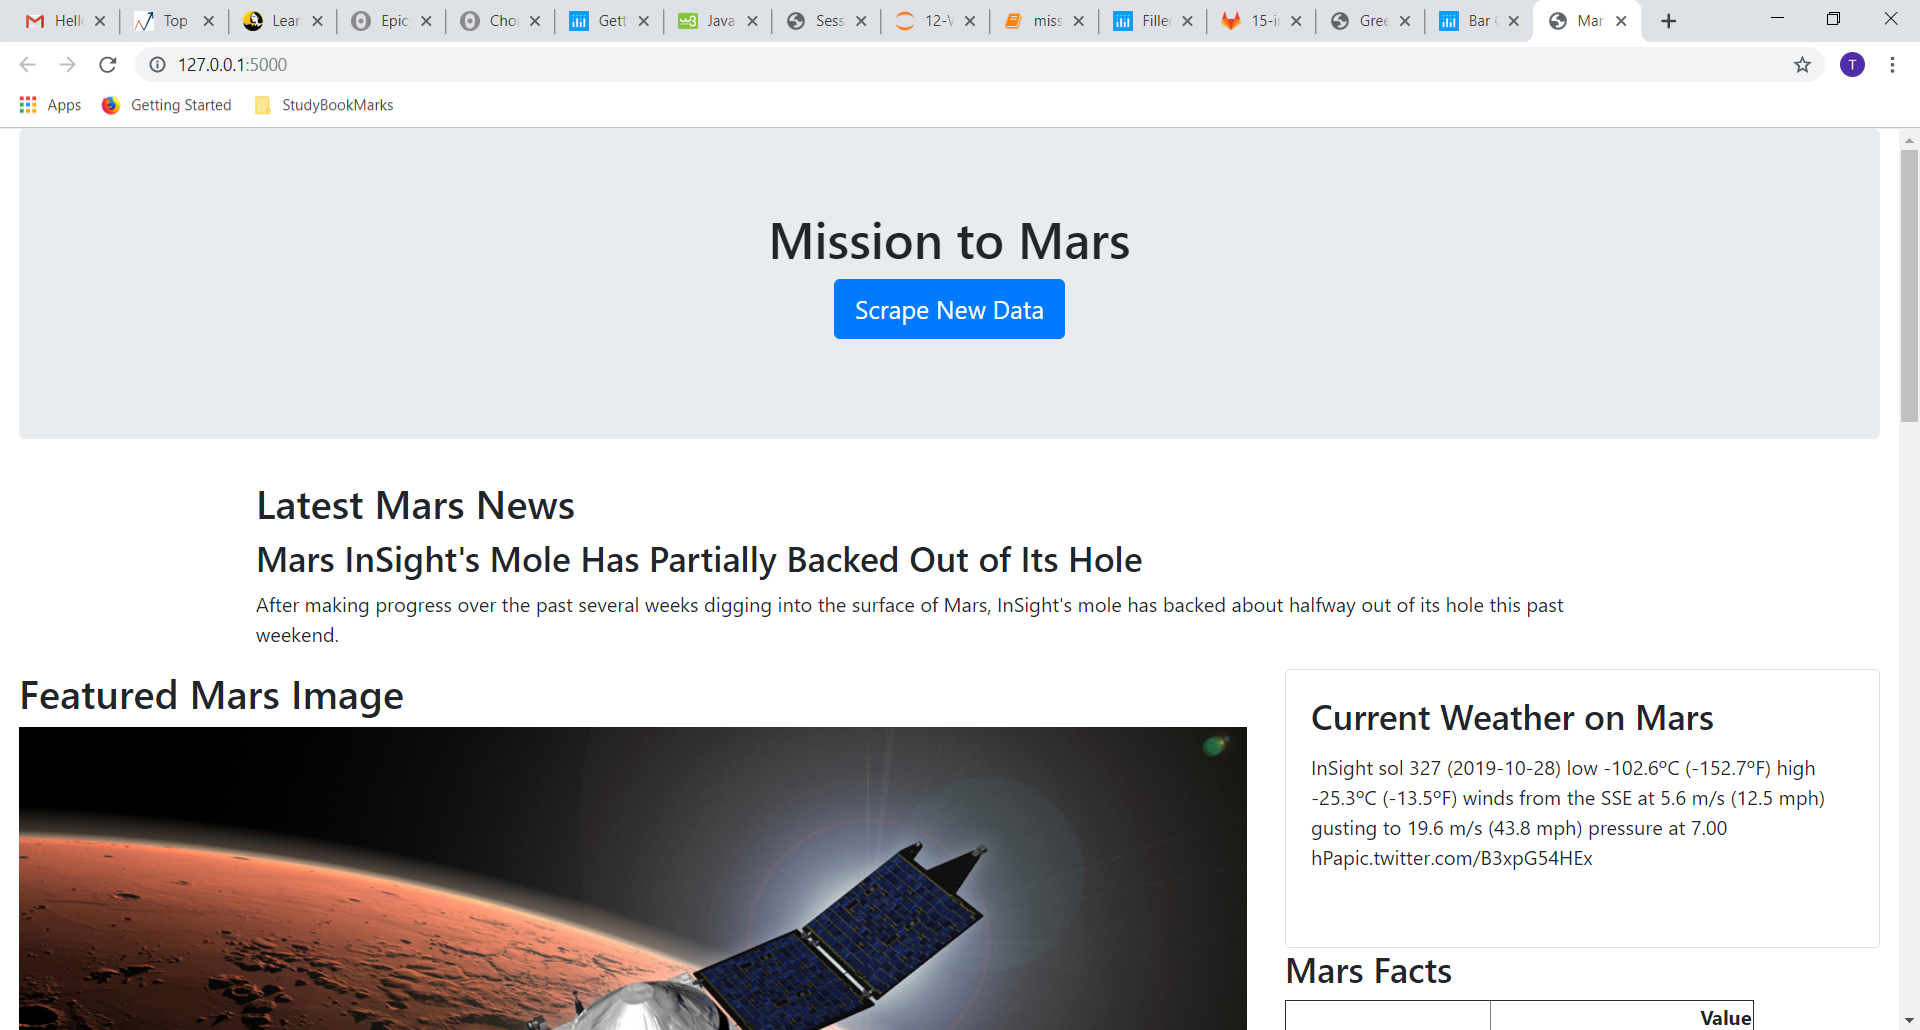 Hell
Top
Lear
Epic
Cho
Gett
Java
Sess
12-V
miss
Fille
15-i
Gree
Bar
Mar
127.0.0.1:5000
T
Apps
Getting Started
StudyBookMarks
Mission to Mars
Scrape New Data
Latest Mars News
Mars InSight's Mole Has Partially Backed Out of Its Hole
After making progress over the past several weeks digging into the surface of Mars, InSight's mole has backed about halfway out of its hole this past
weekend.
Featured Mars Image
Current Weather on Mars
InSight sol 327 (2019-10-28) low -102.6ºC (-152.7ºF) high
-25.3ºC (-13.5ºF) winds from the SSE at 5.6 m/s (12.5 mph)
gusting to 19.6 m/s (43.8 mph) pressure at 7.00
hPapic.twitter.com/B3xpG54HEx
Mars Facts
Value